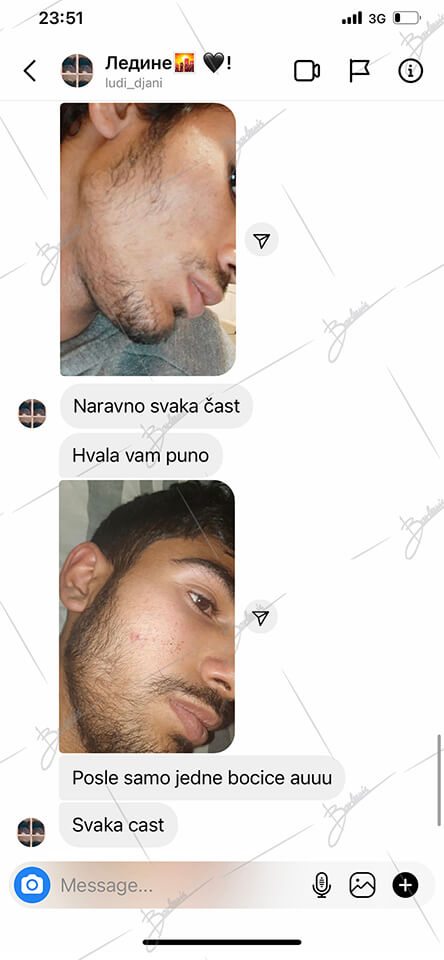 23:51
3G
Ледине🌇 🖤!
ludi_djani
Naravno svaka čast
Hvala vam puno
Posle samo jedne bocice auuu
Svaka cast
Message...